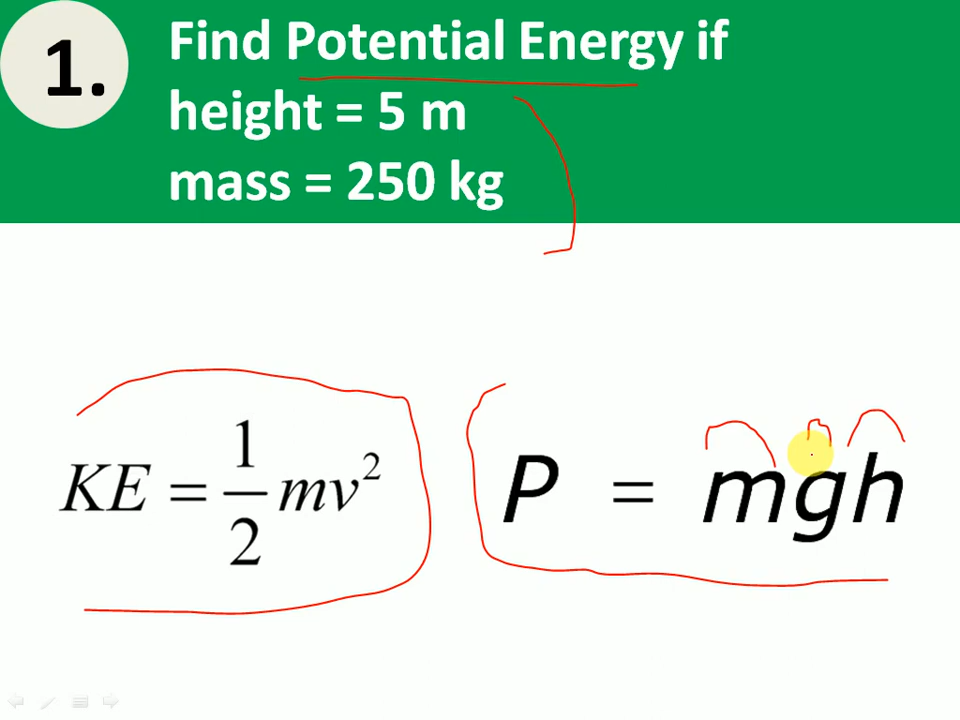 1.
Find Potential Energy if
height = 5 m
mass = 250 kg
KE = 1/2 mv²
P = mgh